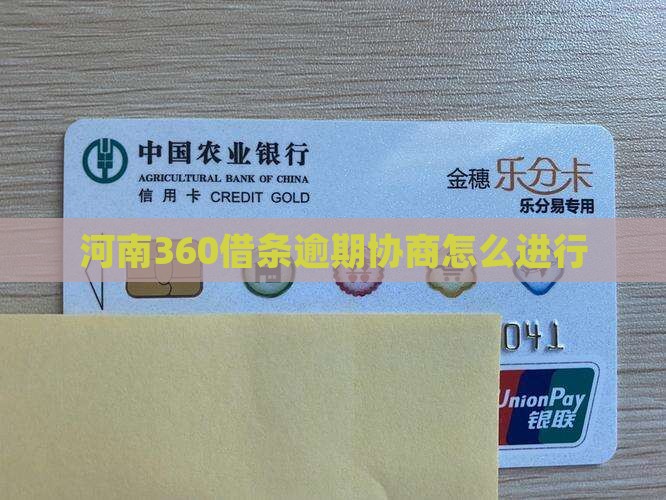 中国农业银行
AGRICULTURAL BANK OF CHINA
信用卡 CREDIT GOLD
金穗乐分卡
乐分易专用
河南360借条逾期协商怎么进行
041
UnionPay
银联